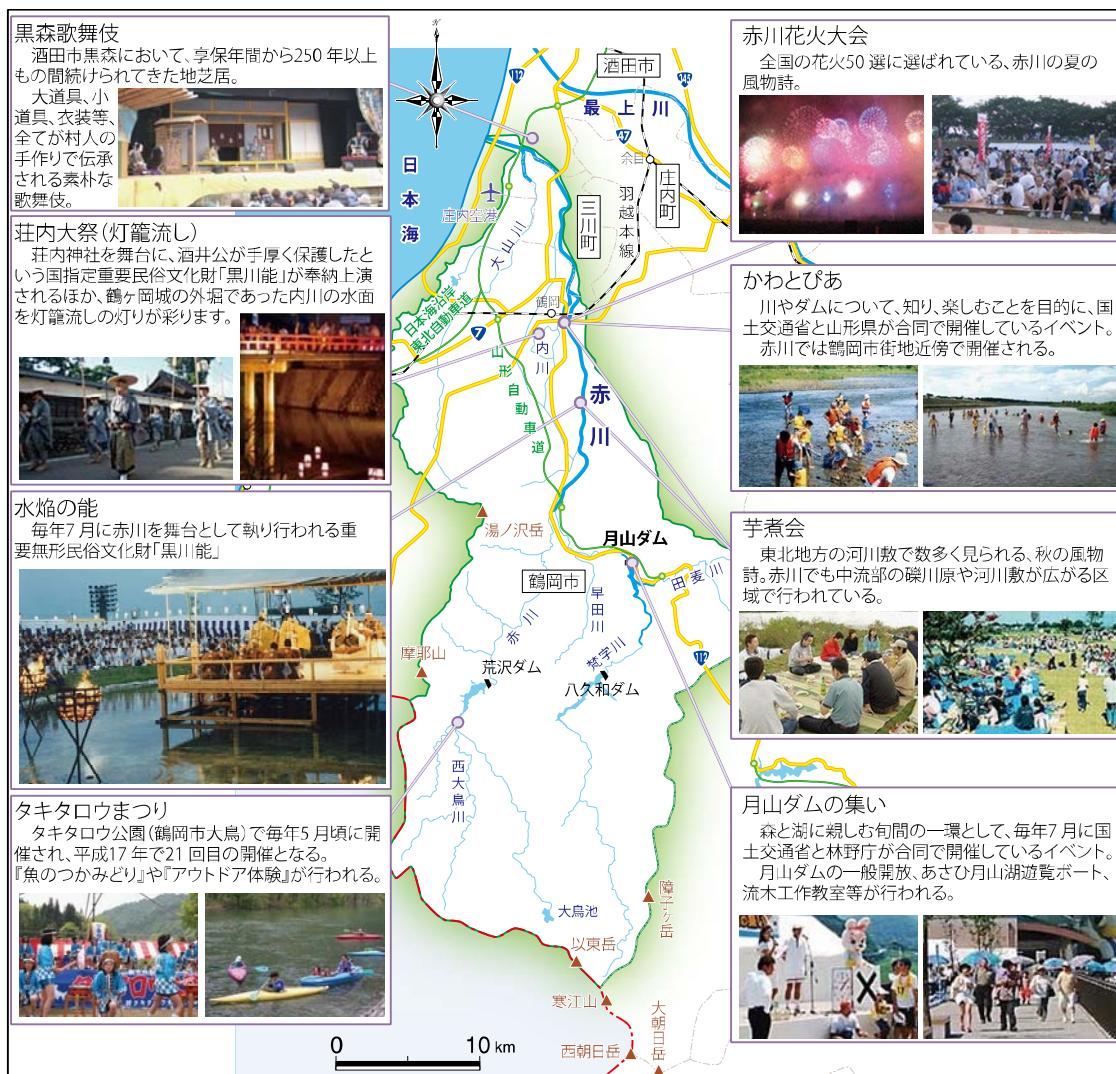 黒森歌舞伎
酒田市黒森において、享保年間から250年以上
もの間続けられてきた地芝居。
大道具、小
道具、衣装等、
全てが村人の
手作りで伝承
される素朴な
歌舞伎。
荘内大祭(灯籠流し)
荘内神社を舞台に、酒井公が手厚く保護したと
いう国指定重要民俗文化財「黒川能」が奉納上演
されるほか、鶴ヶ岡城の外堀であった内川の水面
を灯籠流しの灯りが彩ります。
水焔の能
毎年7月に赤川を舞台として執り行われる重
要無形民俗文化財「黒川能」
タキタロウまつり
タキタロウ公園(鶴岡市大鳥)で毎年5月頃に開
催され、平成17年で21回目の開催となる。
『魚のつかみどり』や『アウトドア体験』が行われる。
N
112
酒田市
145
最上川
47
余目
庄内町
羽越本線
三川町
日本海
庄内空港
大山川
鶴岡
日本海沿岸
東北自動車道
7
内川
山形自動車道
赤川
湯ノ沢岳
月山ダム
田麦川
鶴岡市
早田川
赤川
梵字川
112
摩耶山
荒沢ダム
八久和ダム
西大鳥川
大鳥池
障子ヶ岳
以東岳
寒江山
大朝日岳
西朝日岳
0 10 km
赤川花火大会
全国の花火50選に選ばれている、赤川の夏の
風物詩。
かわとぴあ
川やダムについて、知り、楽しむことを目的に、国
土交通省と山形県が合同で開催しているイベント。
赤川では鶴岡市街地近傍で開催される。
芋煮会
東北地方の河川敷で数多く見られる、秋の風物
詩。赤川でも中流部の礫川原や河川敷が広がる区
域で行われている。
月山ダムの集い
森と湖に親しむ旬間の一環として、毎年7月に国
土交通省と林野庁が合同で開催しているイベント。
月山ダムの一般開放、あさひ月山湖遊覧ボート、
流木工作教室等が行われる。